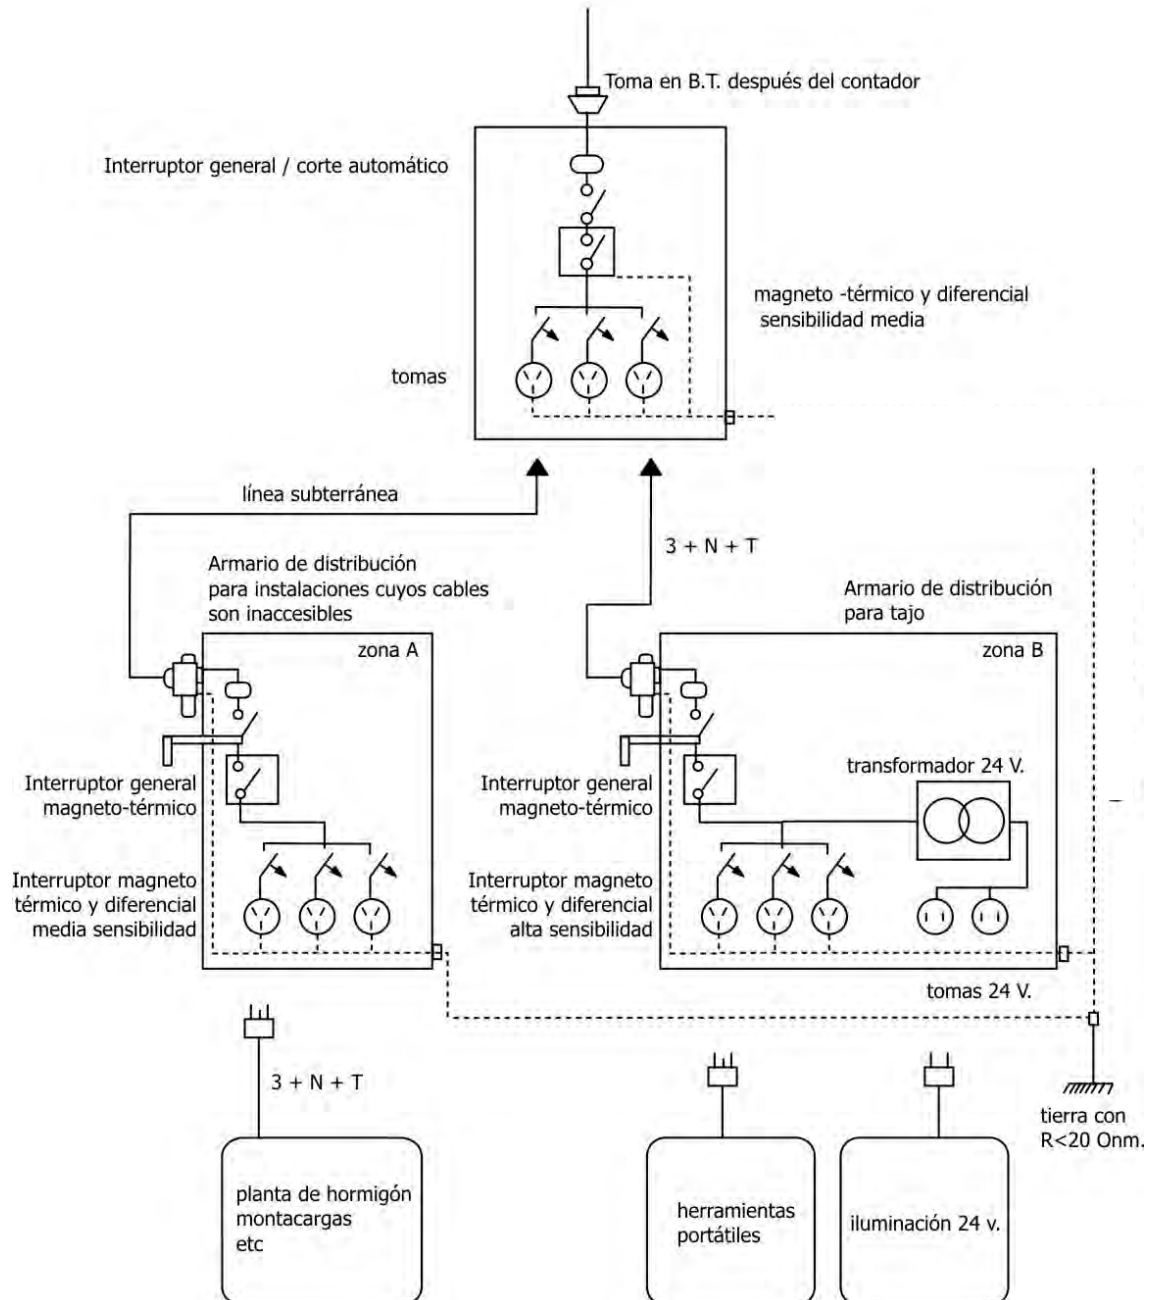 Toma en B.T. después del contador
Interruptor general / corte automático
magneto -térmico y diferencial
sensibilidad media
tomas
línea subterránea
3 + N + T
Armario de distribución
para instalaciones cuyos cables
son inaccesibles
Armario de distribución
para tajo
zona A
zona B
transformador 24 V.
Interruptor general
magneto-térmico
Interruptor general
magneto-térmico
Interruptor magneto
térmico y diferencial
media sensibilidad
Interruptor magneto
térmico y diferencial
alta sensibilidad
tomas 24 V.
3 + N + T
tierra con
R<20 Onm.
planta de hormigón
montacargas
etc
herramientas
portátiles
iluminación 24 v.